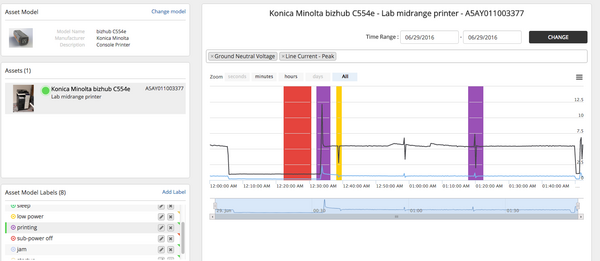 Asset Model
Change model
Model Name bizhub C554e
Manufacturer Konica Minolta
Description Console Printer
Assets (1)
Konica Minolta bizhub C554e A5AY011003377
Lab midrange printer
Asset Model Labels (8)
Add Label
sleep
low power
printing
sub-power off
jam
Konica Minolta bizhub C554e - Lab midrange printer - A5AY011003377
Time Range : 06/29/2016 - 06/29/2016 CHANGE
× Ground Neutral Voltage × Line Current - Peak
Zoom seconds minutes hours days All
12.5
10
7.5
5
2.5
0
12:00:00 AM 12:10:00 AM 12:20:00 AM 12:30:00 AM 12:40:00 AM 12:50:00 AM 01:00:00 AM 01:10:00 AM 01:20:00 AM 01:30:00 AM 01:40:00 AM ...
01:00